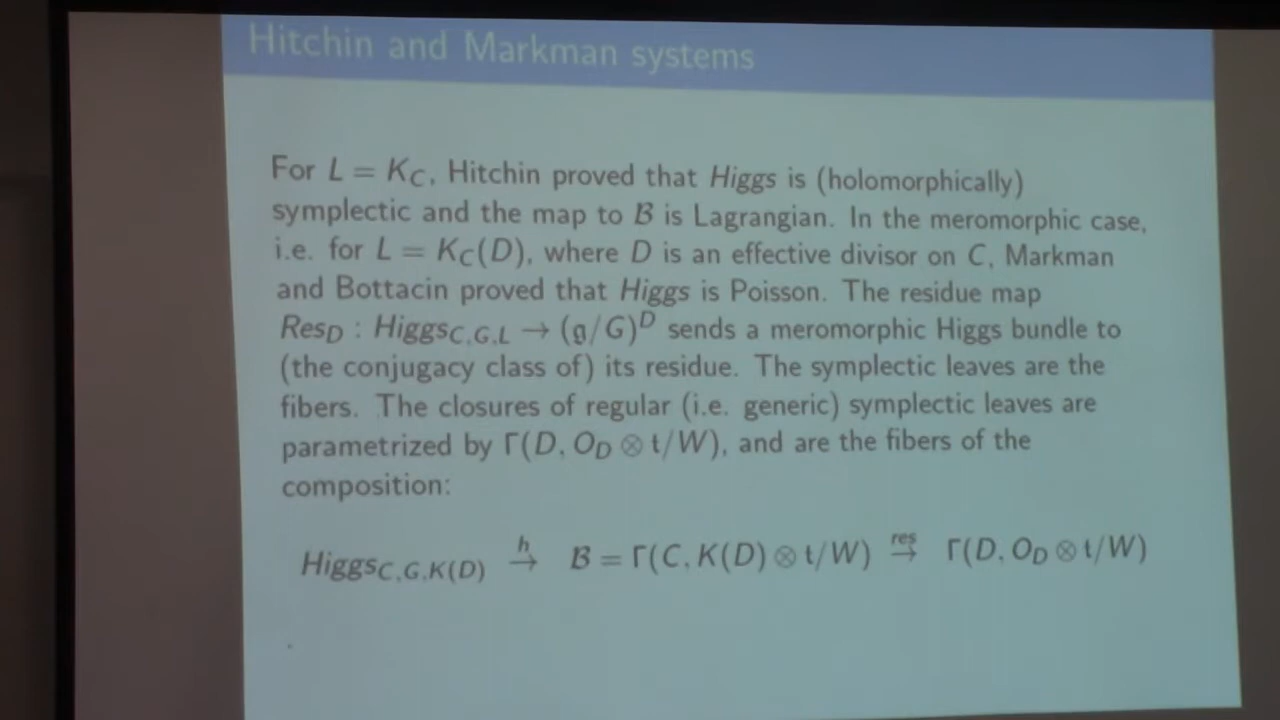 Hitchin and Markman systems
For L = K_C, Hitchin proved that Higgs is (holomorphically)
symplectic and the map to ℬ is Lagrangian. In the meromorphic case,
i.e. for L = K_C(D), where D is an effective divisor on C, Markman
and Bottacin proved that Higgs is Poisson. The residue map
Res_D : Higgs_{C,G,L} → (𝔤/G)^D sends a meromorphic Higgs bundle to
(the conjugacy class of) its residue. The symplectic leaves are the
fibers. The closures of regular (i.e. generic) symplectic leaves are
parametrized by Γ(D, O_D ⊗ 𝔱/W), and are the fibers of the
composition:
Higgs_{C,G,K(D)} →^h ℬ = Γ(C, K(D) ⊗ 𝔱/W) →^{res} Γ(D, O_D ⊗ 𝔱/W)